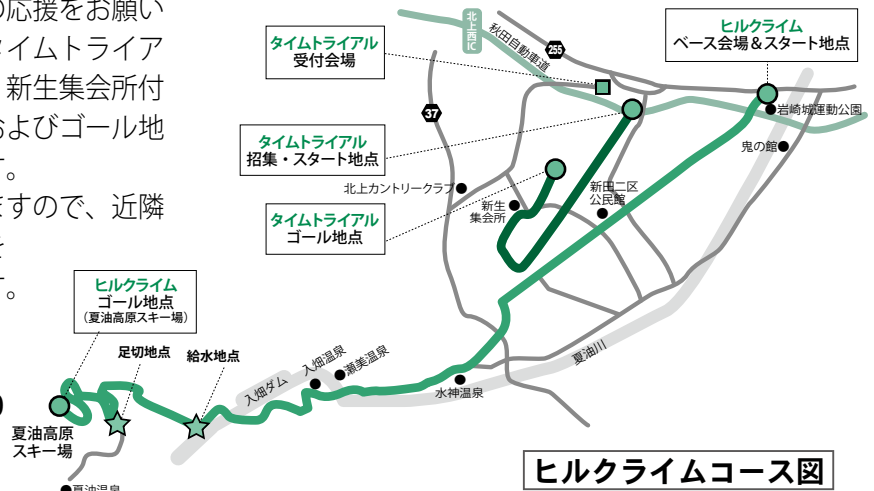 の応援をお願い
タイムトライア
新生集会所付
およびゴール地
す。
ますので、近隣
を
す。
北上西IC
秋田自動車道
255
ヒルクライム
ベース会場＆スタート地点
タイムトライアル
受付会場
37
岩崎城運動公園
鬼の館
タイムトライアル
招集・スタート地点
北上カントリークラブ
新田二区
公民館
新生
集会所
タイムトライアル
ゴール地点
ヒルクライム
ゴール地点
（夏油高原スキー場）
足切地点
給水地点
入畑ダム
入畑温泉
瀬美温泉
水神温泉
夏油川
夏油高原
スキー場
夏油温泉
ヒルクライムコース図